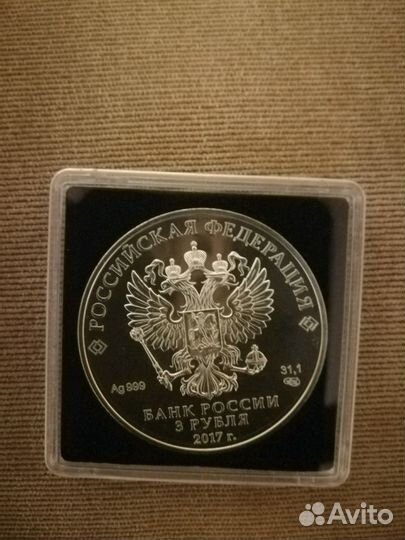 РОССИЙСКАЯ ФЕДЕРАЦИЯ
Ag 999
31,1
БАНК РОССИИ
3 РУБЛЯ
2017 г.
Avito